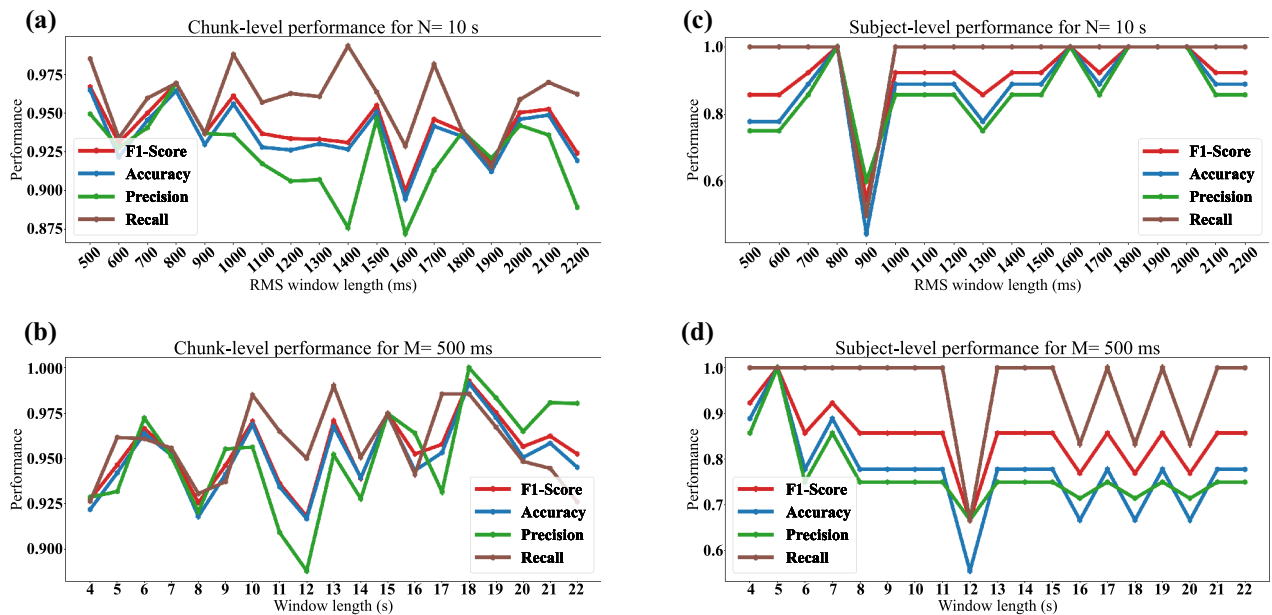 (a)
Chunk-level performance for N= 10 s
Performance
0.975
0.950
0.925
0.900
0.875
F1-Score
Accuracy
Precision
Recall
500 600 700 800 900 1000 1100 1200 1300 1400 1500 1600 1700 1800 1900 2000 2100 2200
RMS window length (ms)
(c)
Subject-level performance for N= 10 s
Performance
1.0
0.8
0.6
F1-Score
Accuracy
Precision
Recall
500 600 700 800 900 1000 1100 1200 1300 1400 1500 1600 1700 1800 1900 2000 2100 2200
RMS window length (ms)
(b)
Chunk-level performance for M= 500 ms
Performance
1.000
0.975
0.950
0.925
0.900
F1-Score
Accuracy
Precision
Recall
4 5 6 7 8 9 10 11 12 13 14 15 16 17 18 19 20 21 22
Window length (s)
(d)
Subject-level performance for M= 500 ms
Performance
1.0
0.9
0.8
0.7
0.6
F1-Score
Accuracy
Precision
Recall
4 5 6 7 8 9 10 11 12 13 14 15 16 17 18 19 20 21 22
Window length (s)